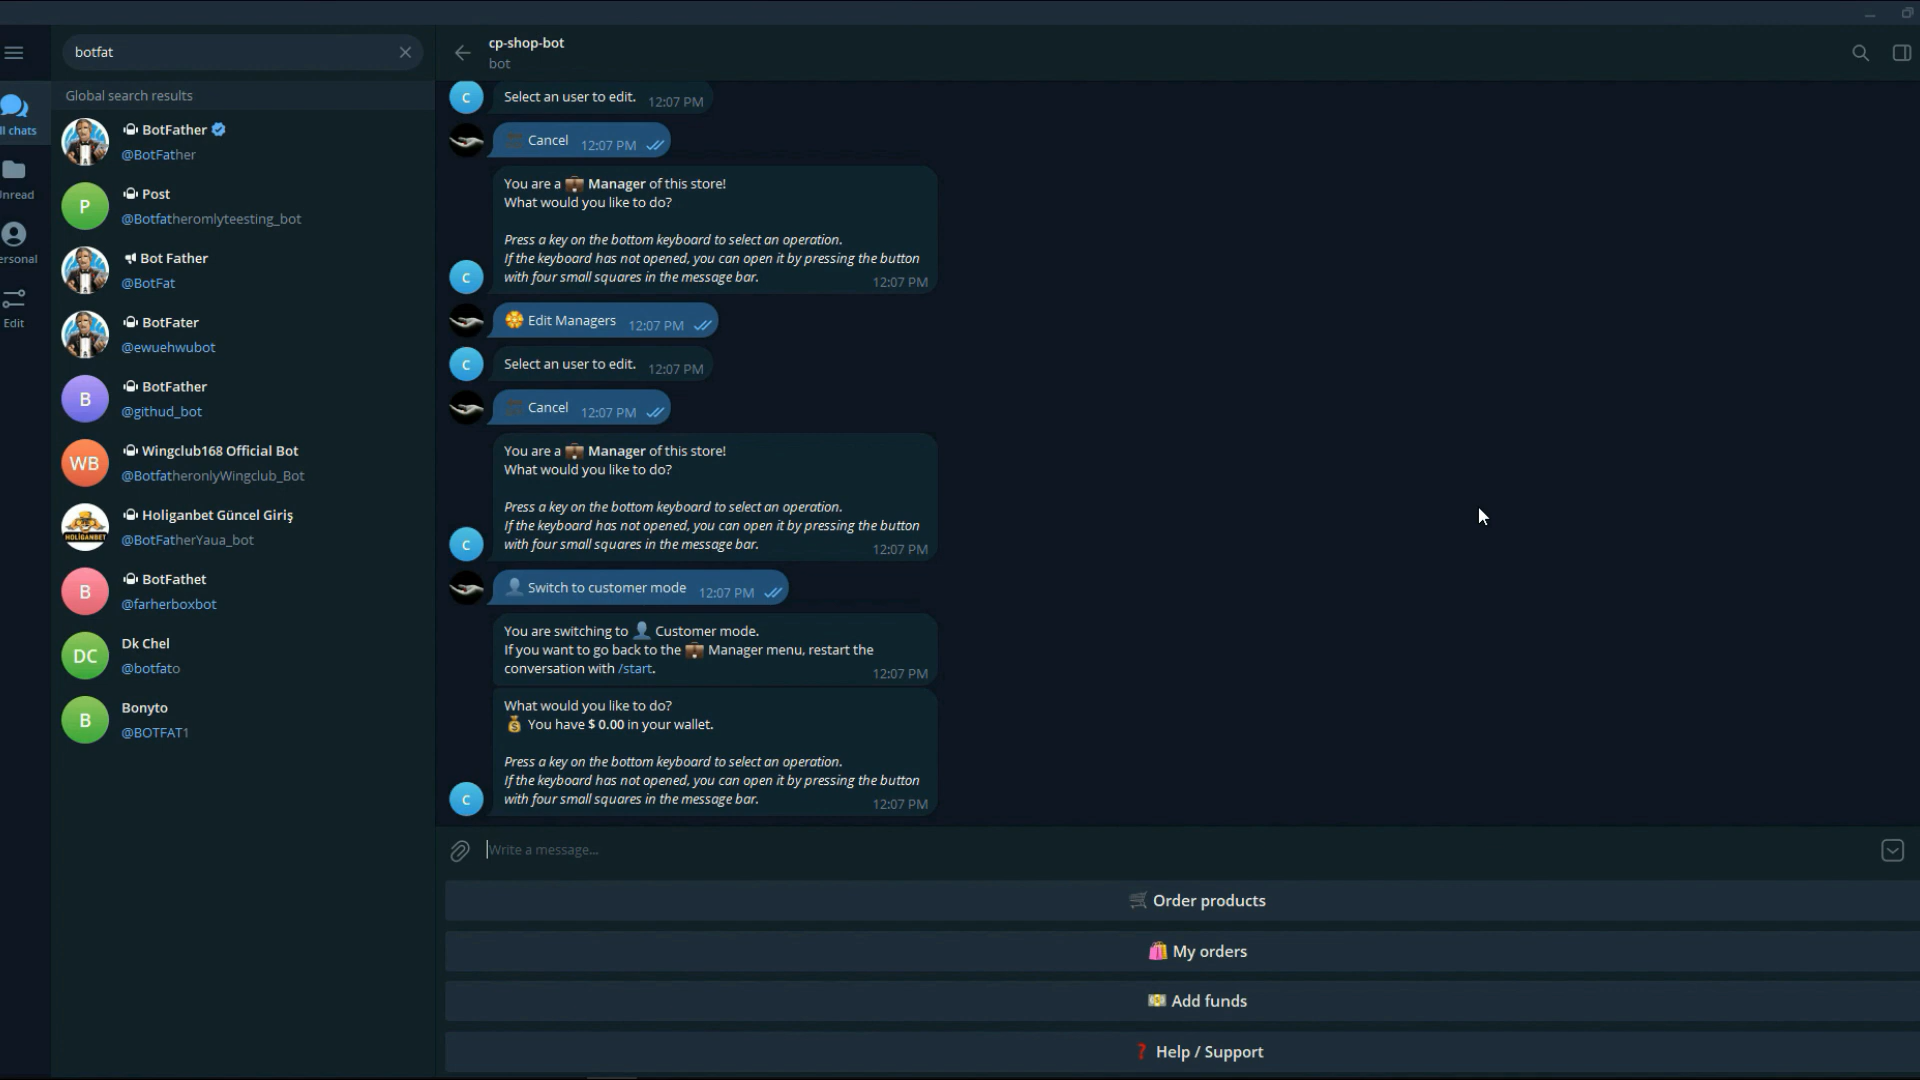 botfat
Global search results
ll chats
nread
ersonal
Edit
BotFather
@BotFather
Post
@Botfatheromlyteesting_bot
Bot Father
@BotFat
BotFater
@ewuehwubot
BotFather
@githud_bot
WB
Wingclub168 Official Bot
@BotfatheronlyWingclub_Bot
HOLİGANBET
Holiganbet Güncel Giriş
@BotFatherYaua_bot
BotFathet
@farherboxbot
Dk Chel
@botfato
Bonyto
@BOTFAT1
P
B
B
DC
B
cp-shop-bot
bot
C
Select an user to edit. 12:07 PM
Cancel 12:07 PM
You are a 💼 Manager of this store!
What would you like to do?
Press a key on the bottom keyboard to select an operation.
If the keyboard has not opened, you can open it by pressing the button
with four small squares in the message bar. 12:07 PM
C
Edit Managers 12:07 PM
C
Select an user to edit. 12:07 PM
Cancel 12:07 PM
You are a 💼 Manager of this store!
What would you like to do?
Press a key on the bottom keyboard to select an operation.
If the keyboard has not opened, you can open it by pressing the button
with four small squares in the message bar. 12:07 PM
C
👤 Switch to customer mode 12:07 PM
You are switching to 👤 Customer mode.
If you want to go back to the 💼 Manager menu, restart the
conversation with /start. 12:07 PM
What would you like to do?
💰 You have $ 0.00 in your wallet.
Press a key on the bottom keyboard to select an operation.
If the keyboard has not opened, you can open it by pressing the button
with four small squares in the message bar. 12:07 PM
C
Write a message...
🛒 Order products
🛍 My orders
💵 Add funds
❓ Help / Support